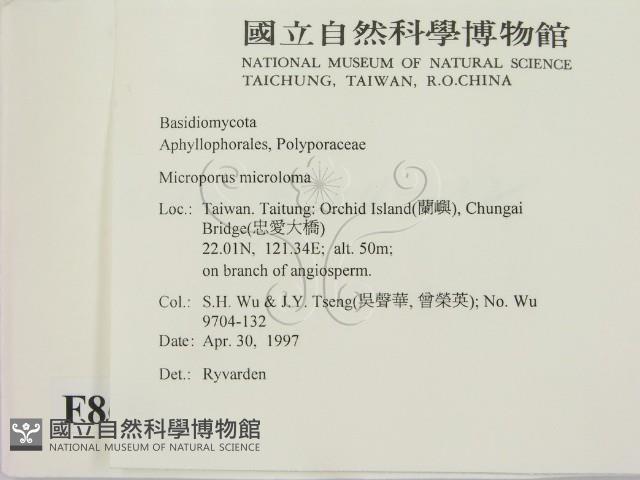 國立自然科學博物館
NATIONAL MUSEUM OF NATURAL SCIENCE
TAICHUNG, TAIWAN, R.O.CHINA
Basidiomycota
Aphyllophorales, Polyporaceae
Microporus microloma
Loc.: Taiwan. Taitung: Orchid Island(蘭嶼), Chungai
Bridge(忠愛大橋)
22.01N, 121.34E; alt. 50m;
on branch of angiosperm.
Col.: S.H. Wu & J.Y. Tseng(吳聲華, 曾榮英); No. Wu
9704-132
Date: Apr. 30, 1997
Det.: Ryvarden
國立自然科學博物館
NATIONAL MUSEUM OF NATURAL SCIENCE